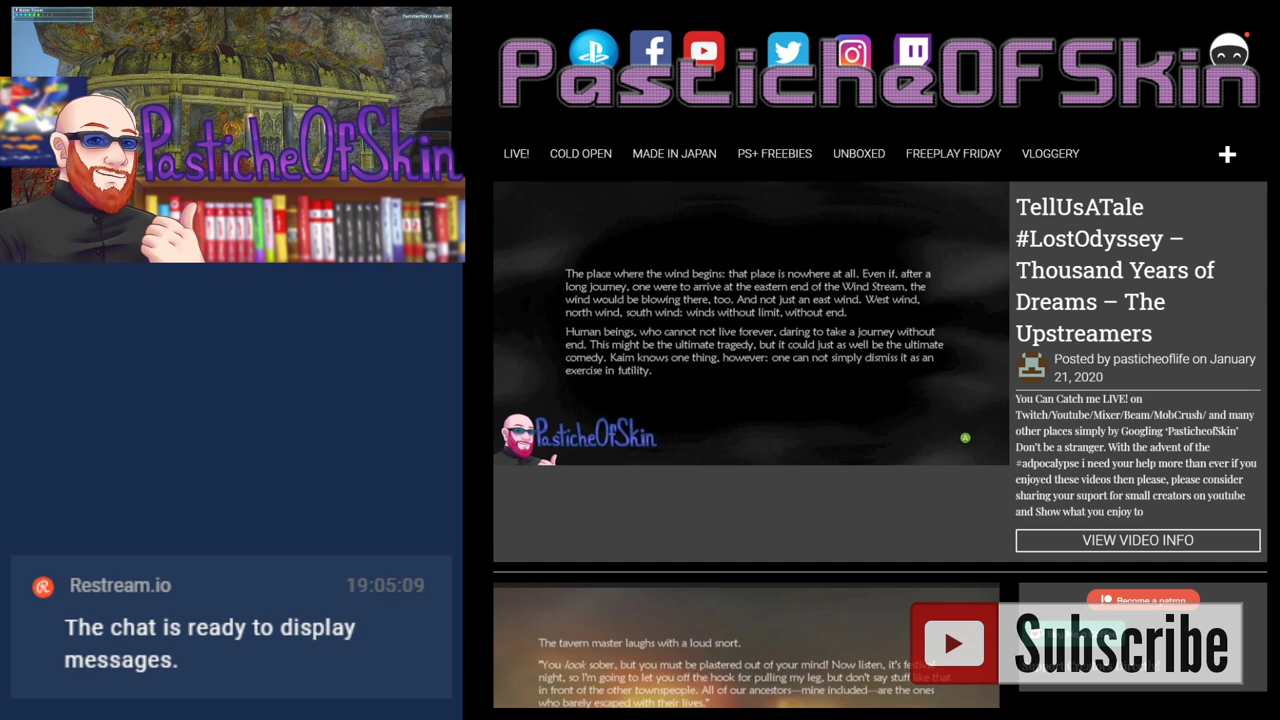 PasticheOfSkin
Restream.io
19:05:09
The chat is ready to display
messages.
PasticheOFSkin
LIVE! COLD OPEN MADE IN JAPAN PS+ FREEBIES UNBOXED FREEPLAY FRIDAY VLOGGERY
The place where the wind begins: that place is nowhere at all. Even if, after a
long journey, one were to arrive at the eastern end of the Wind Stream, the
wind would be blowing there, too. And not just an east wind. West wind,
north wind, south wind: winds without limit, without end.
Human beings, who cannot not live forever, daring to take a journey without
end. This might be the ultimate tragedy, but it could just as well be the ultimate
comedy. Kaim knows one thing, however: one can not simply dismiss it as an
exercise in futility.
PasticheOfSkin
A
TellUsATale
#LostOdyssey –
Thousand Years of
Dreams – The
Upstreamers
Posted by pasticheoflife on January
21, 2020
You Can Catch me LIVE! on
Twitch/Youtube/Mixer/Beam/MobCrush/ and many
other places simply by Googling ‘PasticheofSkin’
Don’t be a stranger. With the advent of the
#adpocalypse i need your help more than ever if you
enjoyed these videos then please, please consider
sharing your suport for small creators on youtube
and Show what you enjoy to
VIEW VIDEO INFO
The tavern master laughs with a loud snort.
"You look sober, but you must be plastered out of your mind! Now listen, it's festival
night, so I'm going to let you off the hook for pulling my leg, but don't say stuff like that
in front of the other townspeople. All of our ancestors—mine included—are the ones
who barely escaped with their lives."
Become a patron
Subscribe